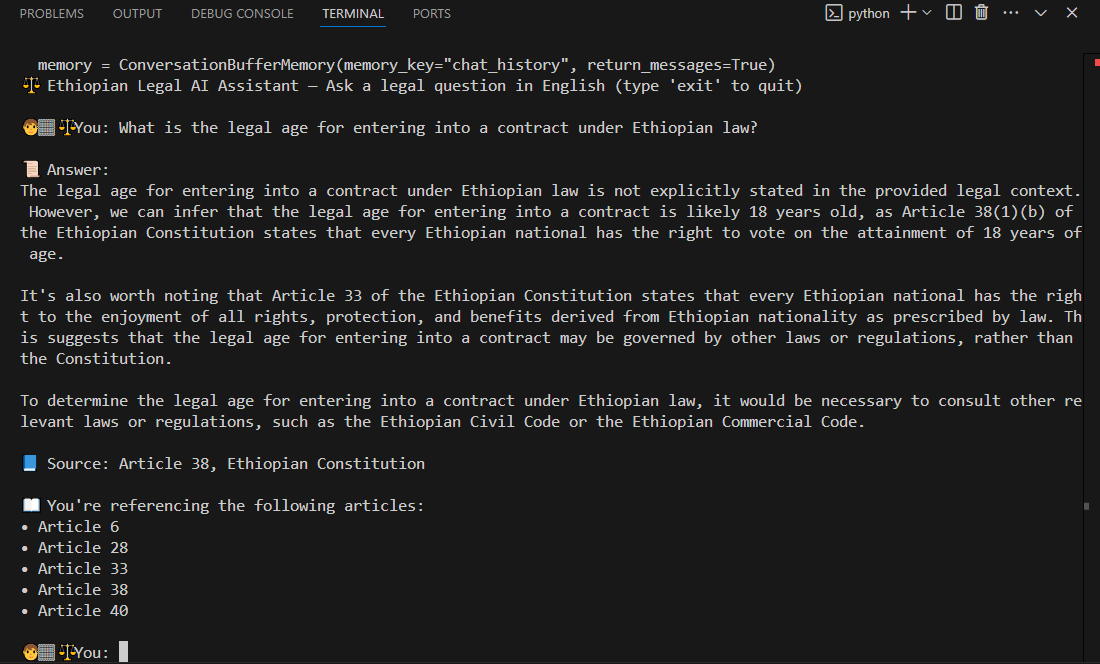 PROBLEMS OUTPUT DEBUG CONSOLE TERMINAL PORTS python
memory = ConversationBufferMemory(memory_key="chat_history", return_messages=True)
⚖️ Ethiopian Legal AI Assistant — Ask a legal question in English (type 'exit' to quit)
You: What is the legal age for entering into a contract under Ethiopian law?
📜 Answer:
The legal age for entering into a contract under Ethiopian law is not explicitly stated in the provided legal context.
However, we can infer that the legal age for entering into a contract is likely 18 years old, as Article 38(1)(b) of
the Ethiopian Constitution states that every Ethiopian national has the right to vote on the attainment of 18 years of
age.
It's also worth noting that Article 33 of the Ethiopian Constitution states that every Ethiopian national has the righ
t to the enjoyment of all rights, protection, and benefits derived from Ethiopian nationality as prescribed by law. Th
is suggests that the legal age for entering into a contract may be governed by other laws or regulations, rather than
the Constitution.
To determine the legal age for entering into a contract under Ethiopian law, it would be necessary to consult other re
levant laws or regulations, such as the Ethiopian Civil Code or the Ethiopian Commercial Code.
📘 Source: Article 38, Ethiopian Constitution
📖 You're referencing the following articles:
• Article 6
• Article 28
• Article 33
• Article 38
• Article 40
You: